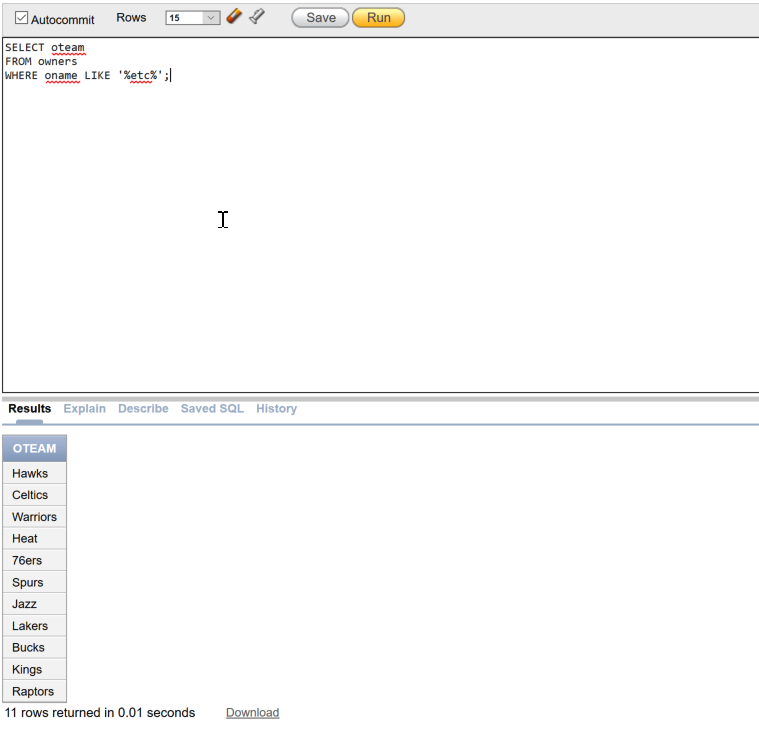 Autocommit Rows 15 Save Run
SELECT oteam
FROM owners
WHERE oname LIKE '%etc%';
Results Explain Describe Saved SQL History
OTEAM
Hawks
Celtics
Warriors
Heat
76ers
Spurs
Jazz
Lakers
Bucks
Kings
Raptors
11 rows returned in 0.01 seconds Download